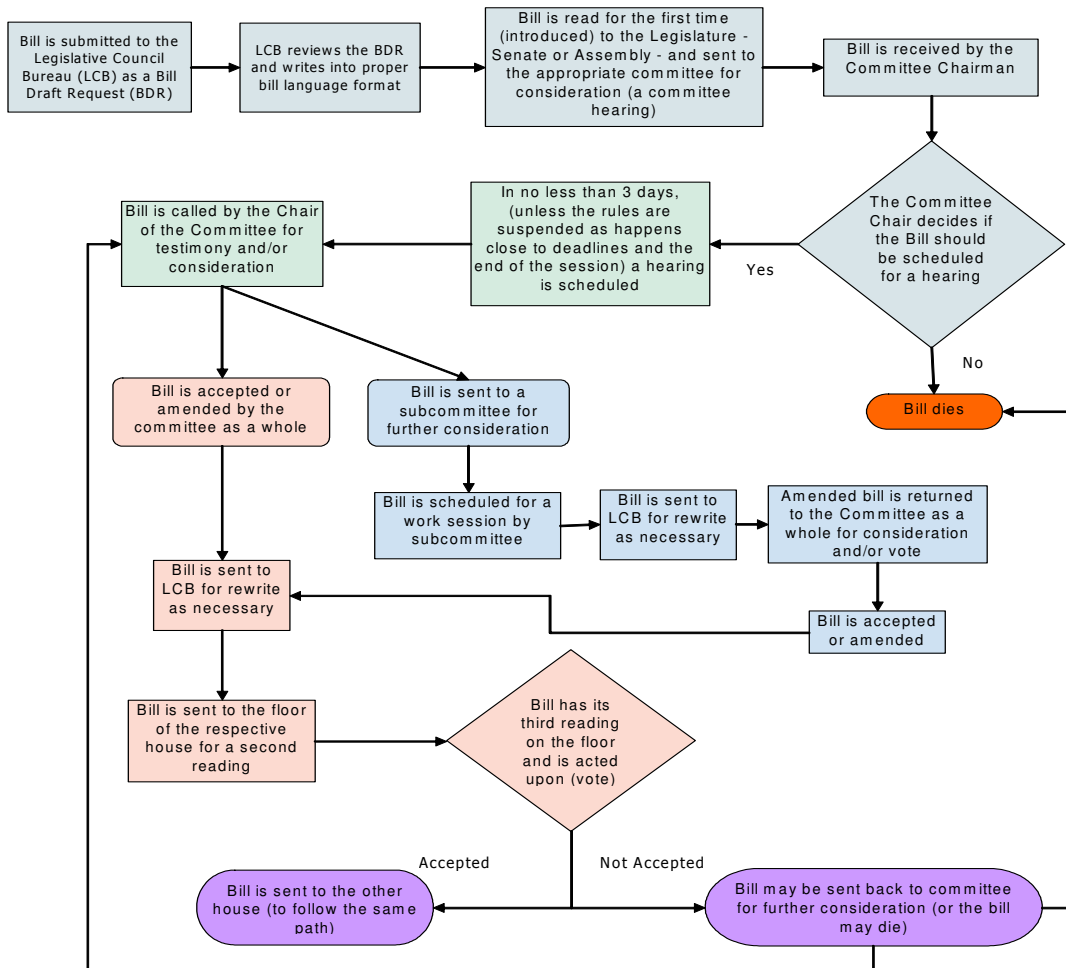 Bill is submitted to the
Legislative Council
Bureau (LCB) as a Bill
Draft Request (BDR)
LCB reviews the BDR
and writes into proper
bill language format
Bill is read for the first time
(introduced) to the Legislature -
Senate or Assembly - and sent to
the appropriate committee for
consideration (a committee
hearing)
Bill is received by the
Committee Chairman
The Committee
Chair decides if
the Bill should
be scheduled
for a hearing
Yes
No
In no less than 3 days,
(unless the rules are
suspended as happens
close to deadlines and the
end of the session) a hearing
is scheduled
Bill is called by the Chair
of the Committee for
testimony and/or
consideration
Bill is accepted or
amended by the
committee as a whole
Bill is sent to a
subcommittee for
further consideration
Bill dies
Bill is scheduled for a
work session by
subcommittee
Bill is sent to
LCB for rewrite
as necessary
Amended bill is returned
to the Committee as a
whole for consideration
and/or vote
Bill is accepted
or amended
Bill is sent to
LCB for rewrite
as necessary
Bill is sent to the floor
of the respective
house for a second
reading
Bill has its
third reading
on the floor
and is acted
upon (vote)
Accepted
Not Accepted
Bill is sent to the other
house (to follow the same
path)
Bill may be sent back to committee
for further consideration (or the bill
may die)